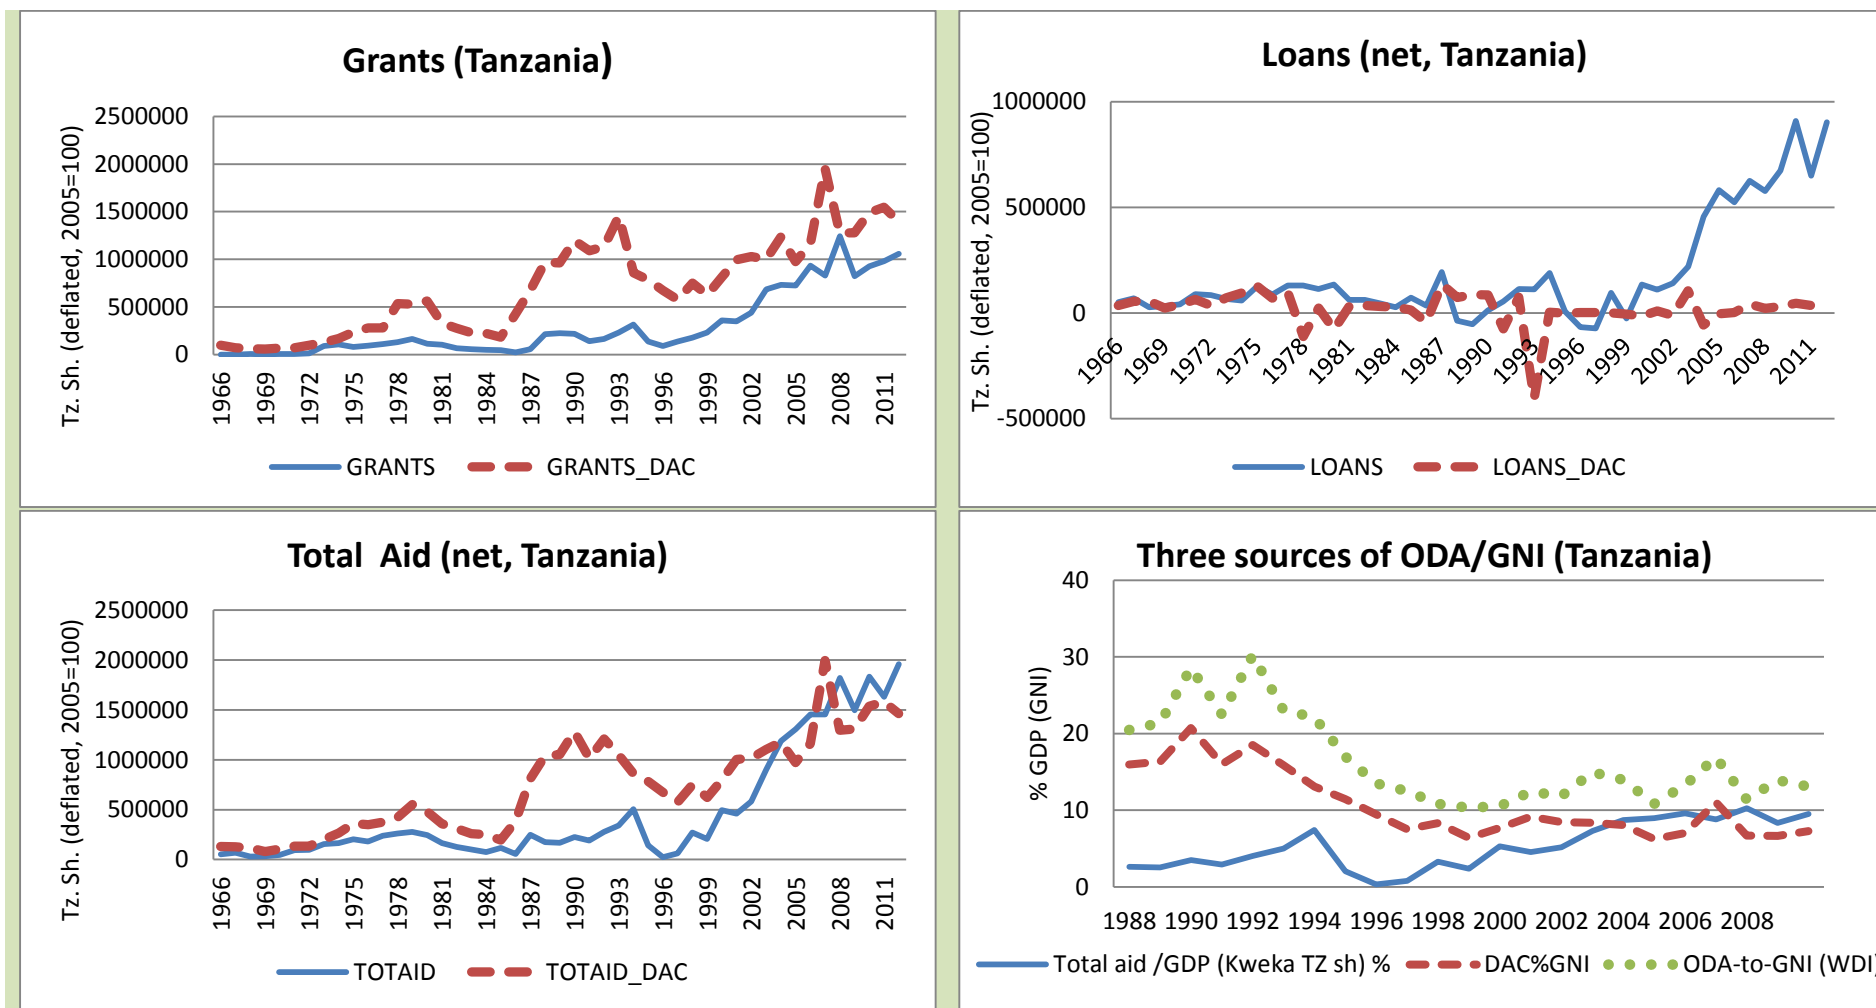 Grants (Tanzania)
Tz. Sh. (deflated, 2005=100)
2500000
2000000
1500000
1000000
500000
0
1966 1969 1972 1975 1978 1981 1984 1987 1990 1993 1996 1999 2002 2005 2008 2011
GRANTS GRANTS_DAC
Loans (net, Tanzania)
Tz. Sh. (deflated, 2005=100)
1000000
500000
0
-500000
1966 1969 1972 1975 1978 1981 1984 1987 1990 1993 1996 1999 2002 2005 2008 2011
LOANS LOANS_DAC
Total Aid (net, Tanzania)
Tz. Sh. (deflated, 2005=100)
2500000
2000000
1500000
1000000
500000
0
1966 1969 1972 1975 1978 1981 1984 1987 1990 1993 1996 1999 2002 2005 2008 2011
TOTAID TOTAID_DAC
Three sources of ODA/GNI (Tanzania)
% GDP (GNI)
40
30
20
10
0
1988 1990 1992 1994 1996 1998 2000 2002 2004 2006 2008
Total aid /GDP (Kweka TZ sh) % DAC%GNI ODA-to-GNI (WDI)